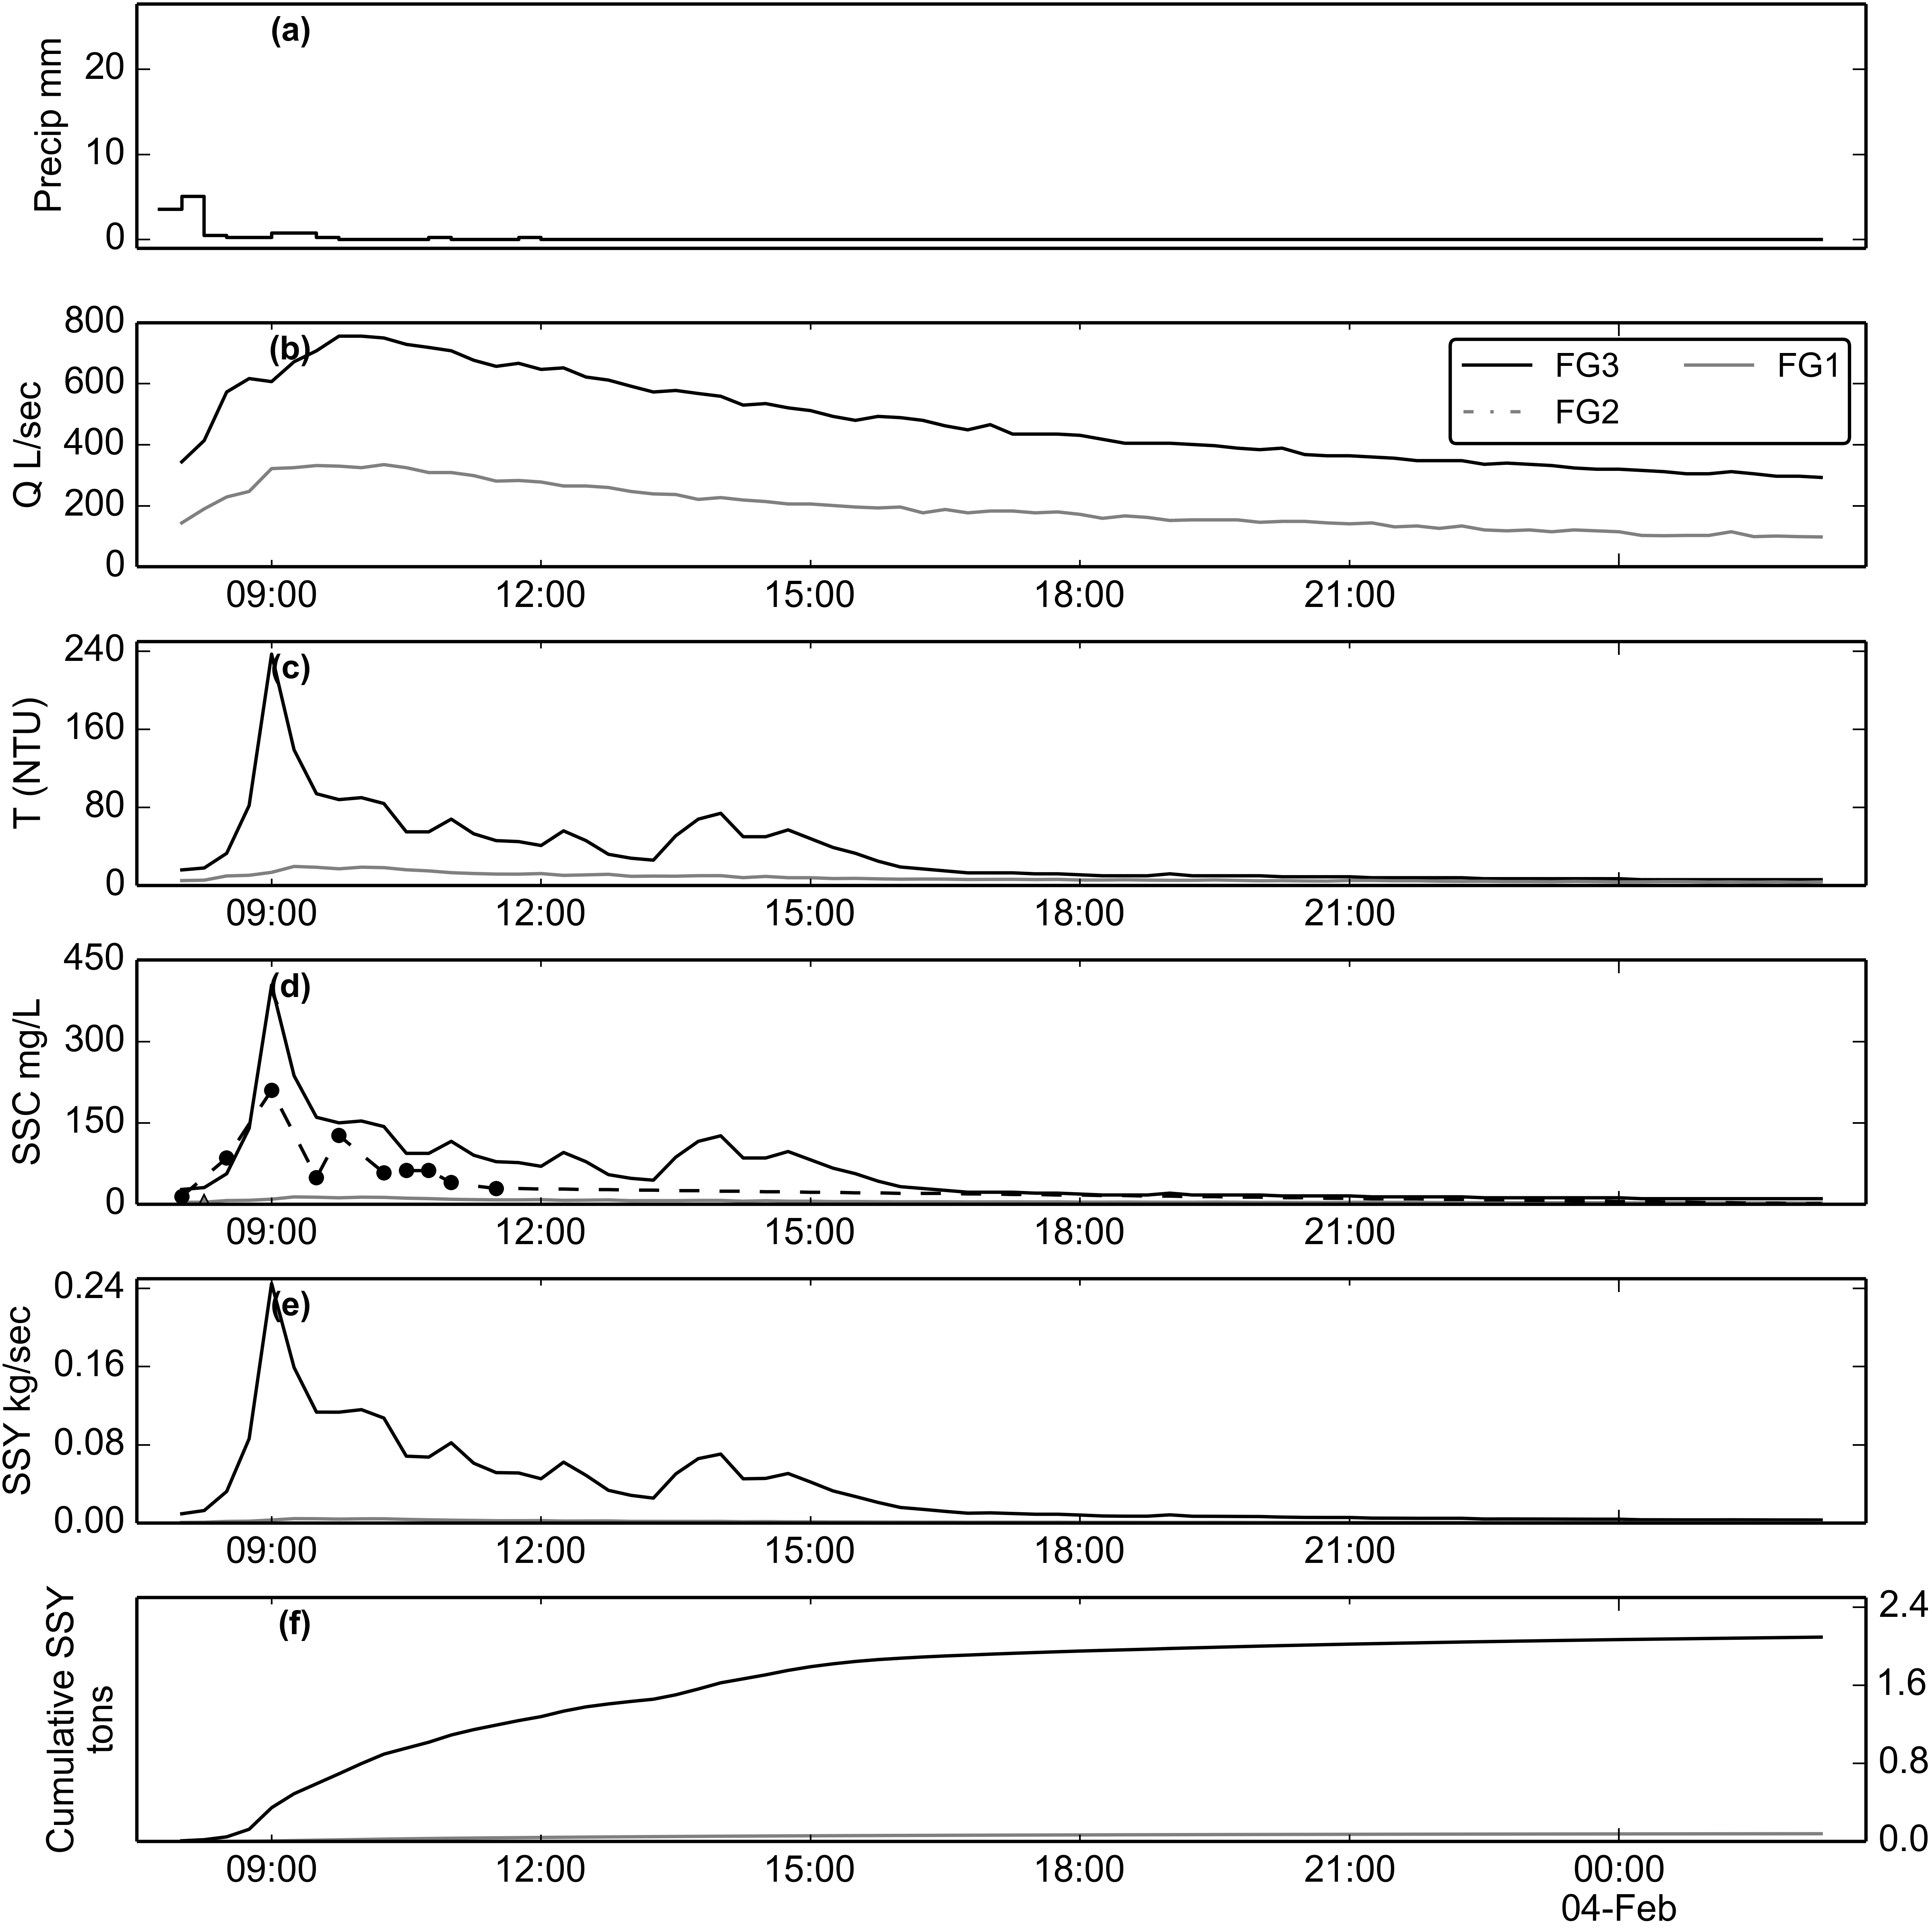 (a)
Precip mm
20
10
0
(b)
Q L/sec
800
600
400
200
0
FG3 FG1
FG2
09:00 12:00 15:00 18:00 21:00
(c)
T (NTU)
240
160
80
0
09:00 12:00 15:00 18:00 21:00
(d)
SSC mg/L
450
300
150
0
09:00 12:00 15:00 18:00 21:00
(e)
SSY kg/sec
0.24
0.16
0.08
0.00
09:00 12:00 15:00 18:00 21:00
(f)
Cumulative SSY
tons
2.4
1.6
0.8
0.0
09:00 12:00 15:00 18:00 21:00 00:00
04-Feb